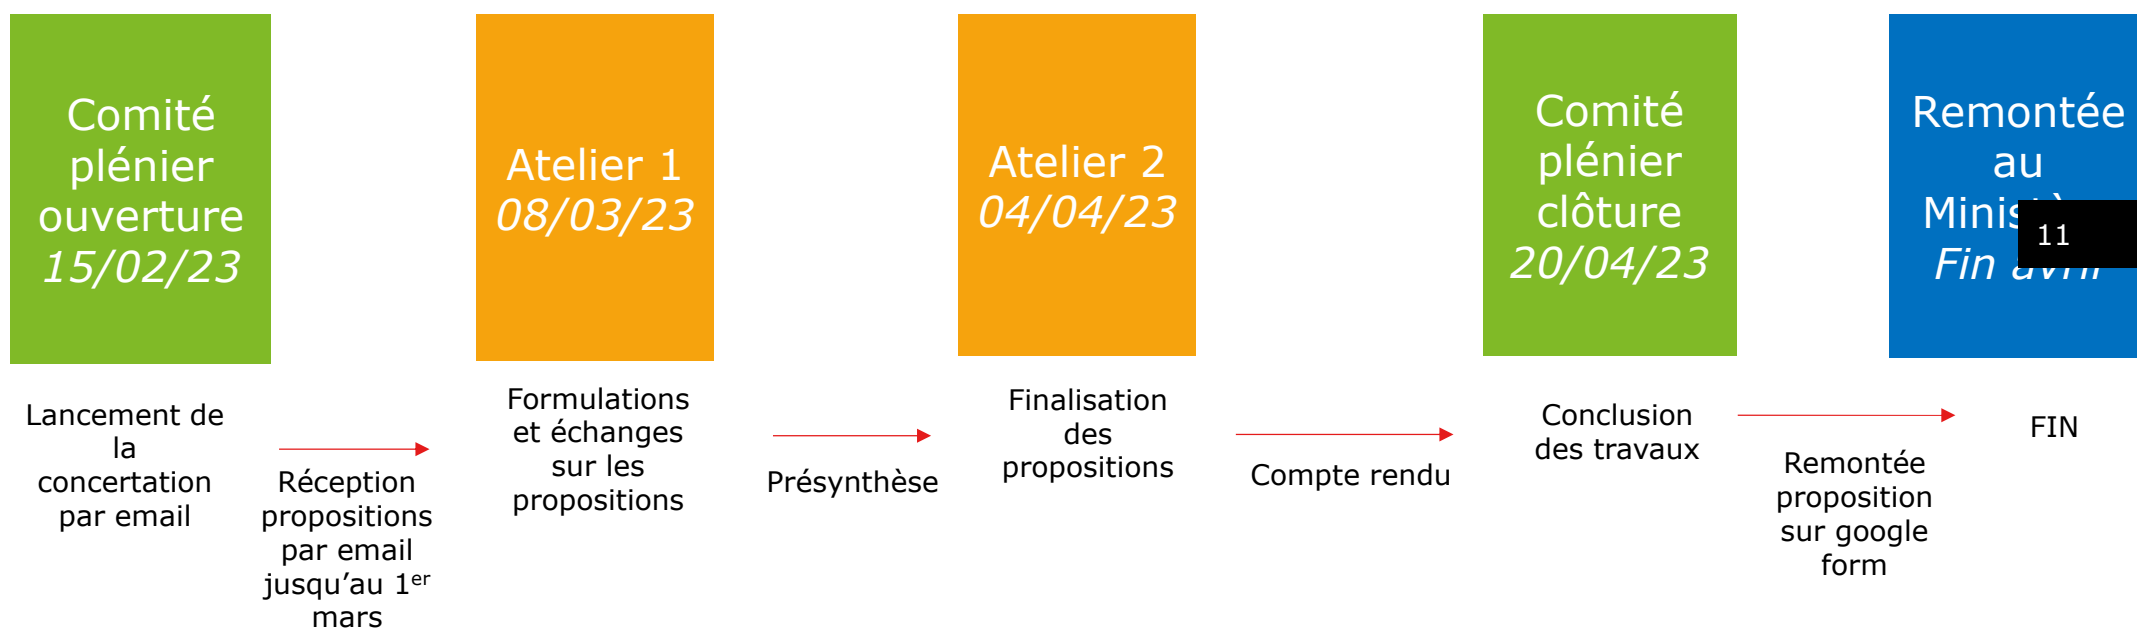 Comité
plénier
ouverture
15/02/23
Atelier 1
08/03/23
Atelier 2
04/04/23
Comité
plénier
clôture
20/04/23
Remontée
au
Fin avril
11
Lancement de
la
concertation
par email
Réception
propositions
par email
jusqu’au 1er
mars
Formulations
et échanges
sur les
propositions
Présynthèse
Finalisation
des
propositions
Compte rendu
Conclusion
des travaux
Remontée
proposition
sur google
form
FIN